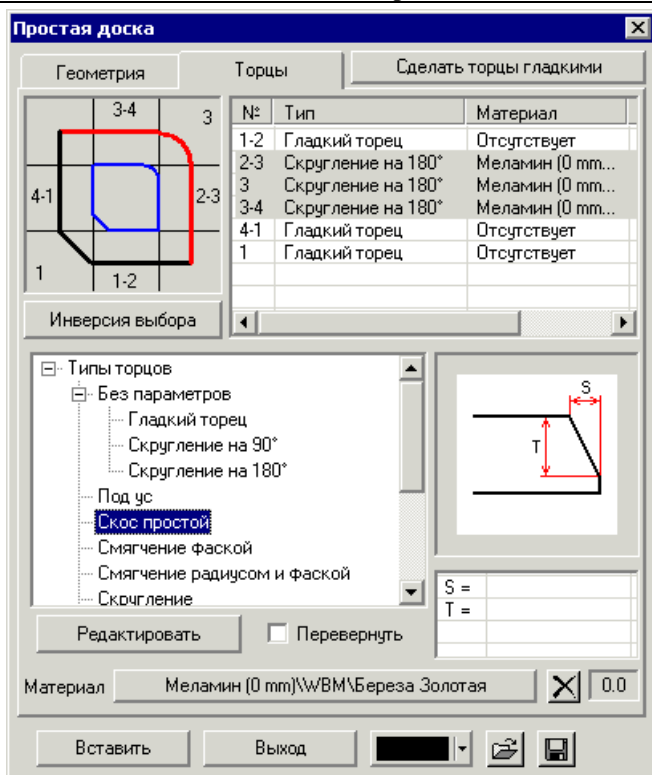 Простая доска
Геометрия Торцы Сделать торцы гладкими
3-4 3
4-1 2-3
1 1-2
Инверсия выбора
№ Тип Материал
1-2 Гладкий торец Отсутствует
2-3 Скругление на 180° Меламин (0 mm...
3 Скругление на 180° Меламин (0 mm...
3-4 Скругление на 180° Меламин (0 mm...
4-1 Гладкий торец Отсутствует
1 Гладкий торец Отсутствует
Типы торцов
Без параметров
Гладкий торец
Скругление на 90°
Скругление на 180°
Под ус
Скос простой
Смягчение фаской
Смягчение радиусом и фаской
Скругление
S
T
S =
T =
Редактировать Перевернуть
Материал Меламин (0 mm)\WBM\Береза Золотая 0.0
Вставить Выход